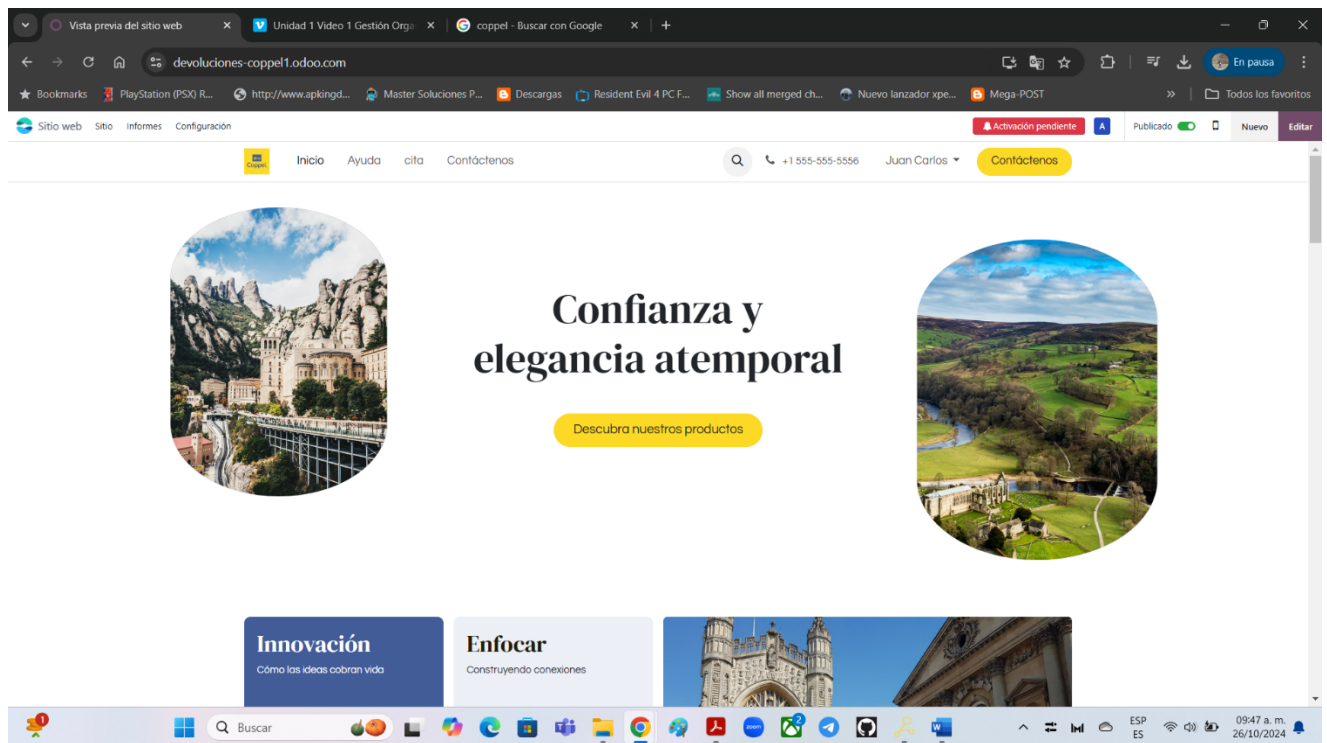 Vista previa del sitio web
Unidad 1 Video 1 Gestión Orga
coppel - Buscar con Google
devoluciones-coppel1.odoo.com
En pausa
Bookmarks
PlayStation (PSX) R...
http://www.apkingd...
Master Soluciones P...
Descargas
Resident Evil 4 PC F...
Show all merged ch...
Nuevo lanzador xpe...
Mega-POST
Todos los favoritos
Sitio web
Sitio
Informes
Configuración
Activación pendiente
A
Publicado
Nuevo
Editar
Coppel
Inicio
Ayuda
cita
Contáctenos
+1 555-555-5556
Juan Carlos
Contáctenos
Confianza y
elegancia atemporal
Descubra nuestros productos
Innovación
Cómo las ideas cobran vida
Enfocar
Construyendo conexiones
1
Buscar
zoom
2
ESP
ES
09:47 a. m.
26/10/2024